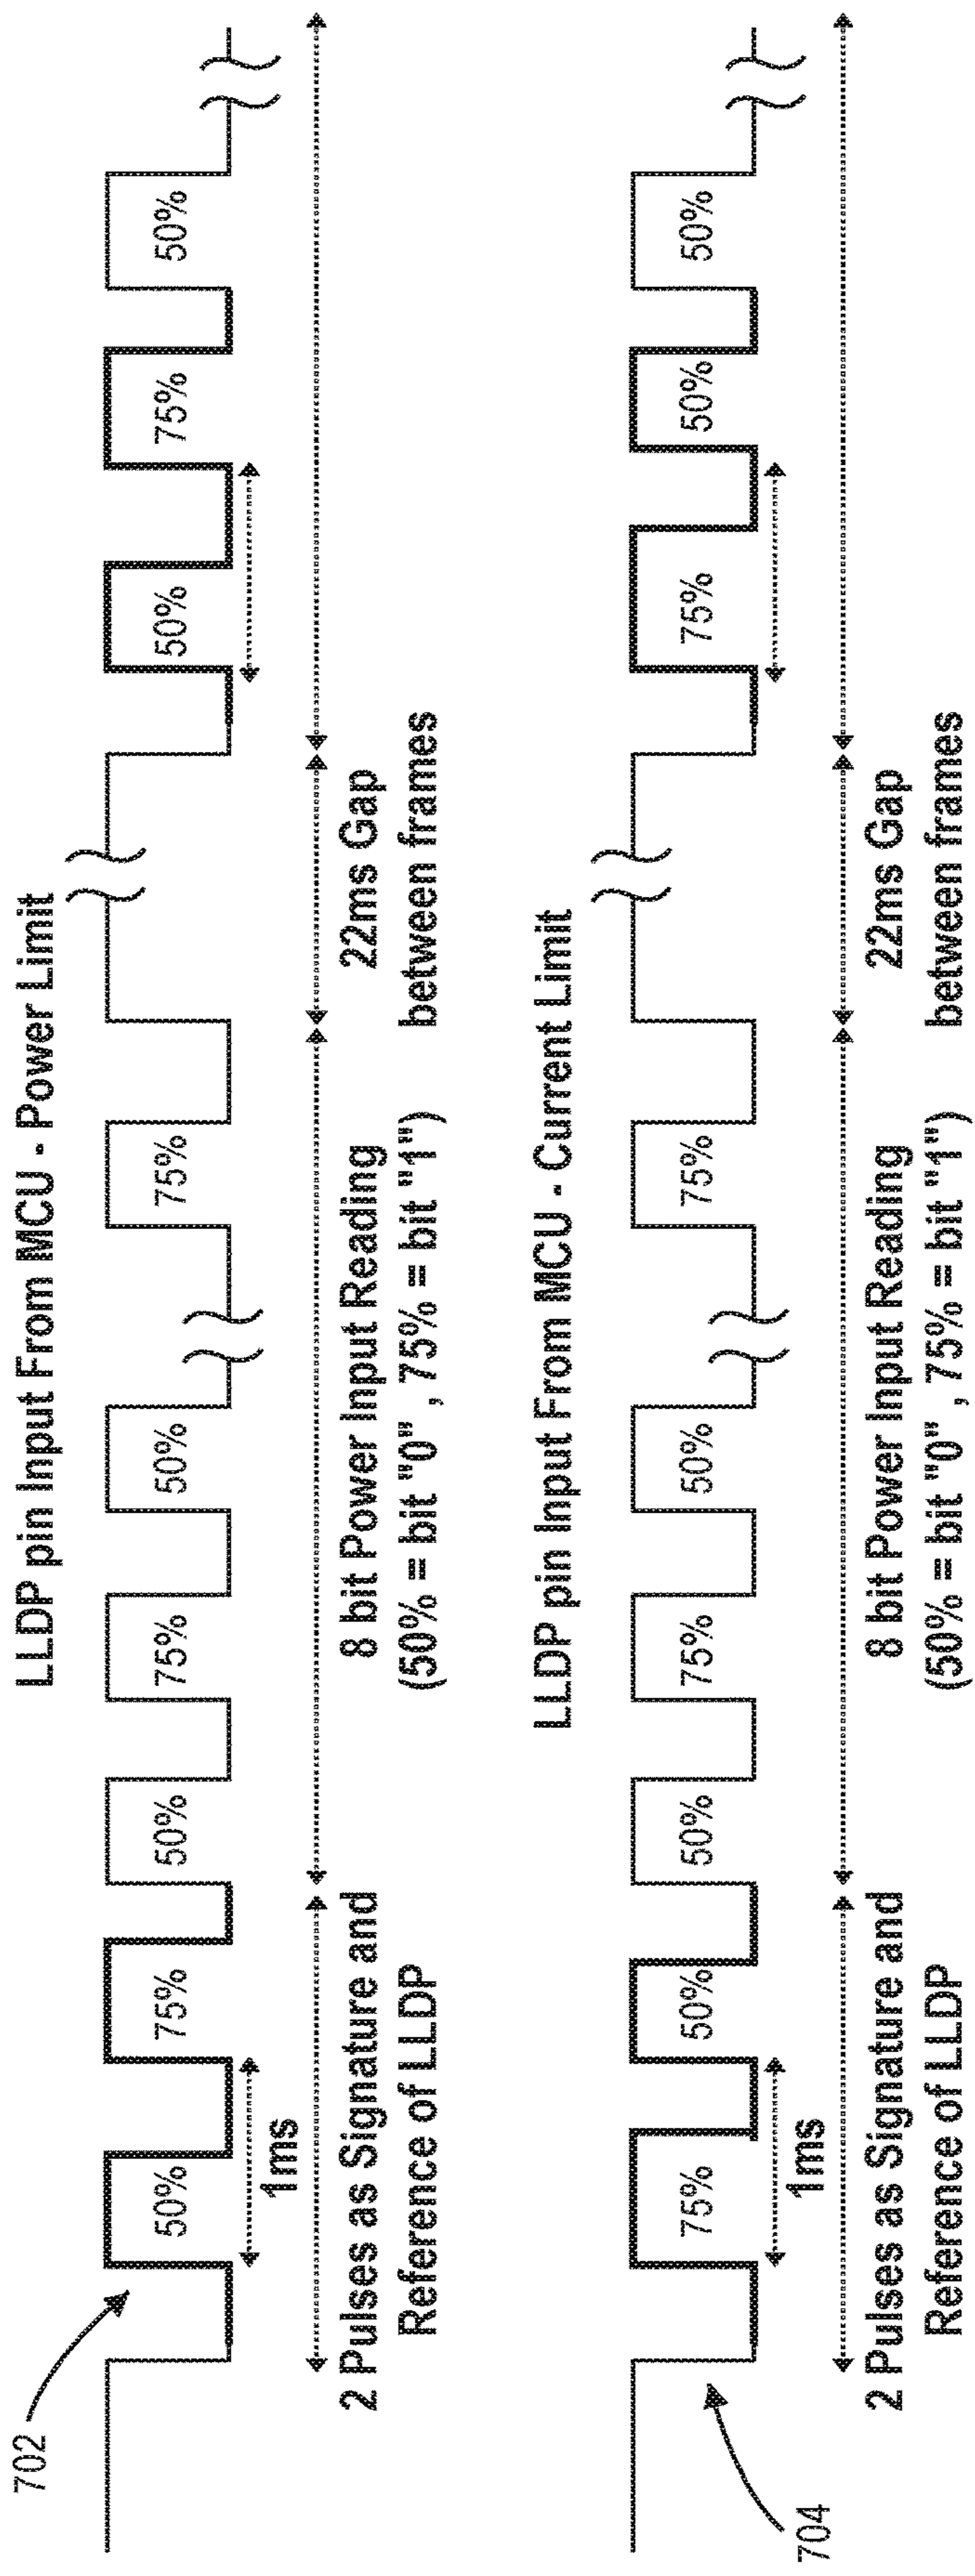 LLDP pin Input From MCU - Power Limit
702
50%
75%
50%
75%
50%
75%
50%
75%
50%
1ms
2 Pulses as Signature and
Reference of LLDP
8 bit Power Input Reading
(50% = bit "0" , 75% = bit "1")
22ms Gap
between frames
LLDP pin Input From MCU - Current Limit
704
75%
50%
50%
75%
50%
75%
75%
50%
50%
1ms
2 Pulses as Signature and
Reference of LLDP
8 bit Power Input Reading
(50% = bit "0" , 75% = bit "1")
22ms Gap
between frames